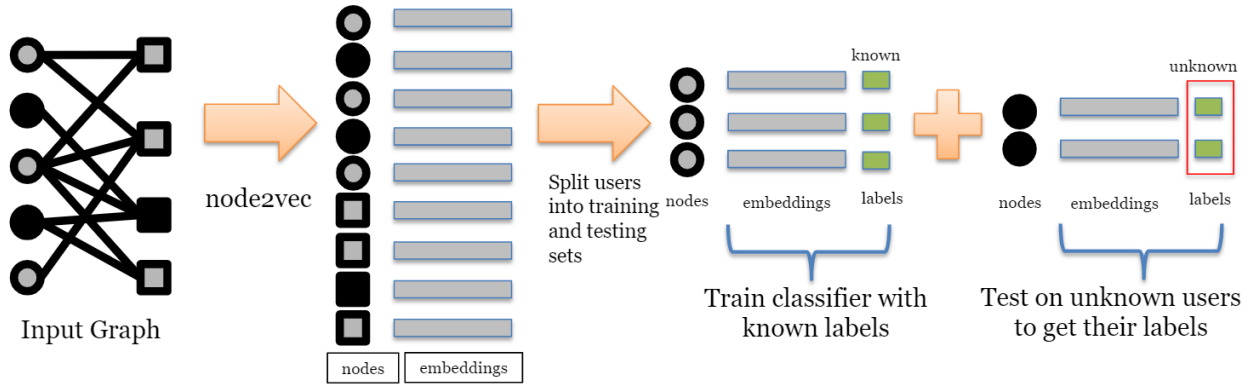 Input Graph
node2vec
nodes
embeddings
Split users
into training
and testing
sets
known
nodes
embeddings
labels
Train classifier with
known labels
unknown
nodes
embeddings
labels
Test on unknown users
to get their labels